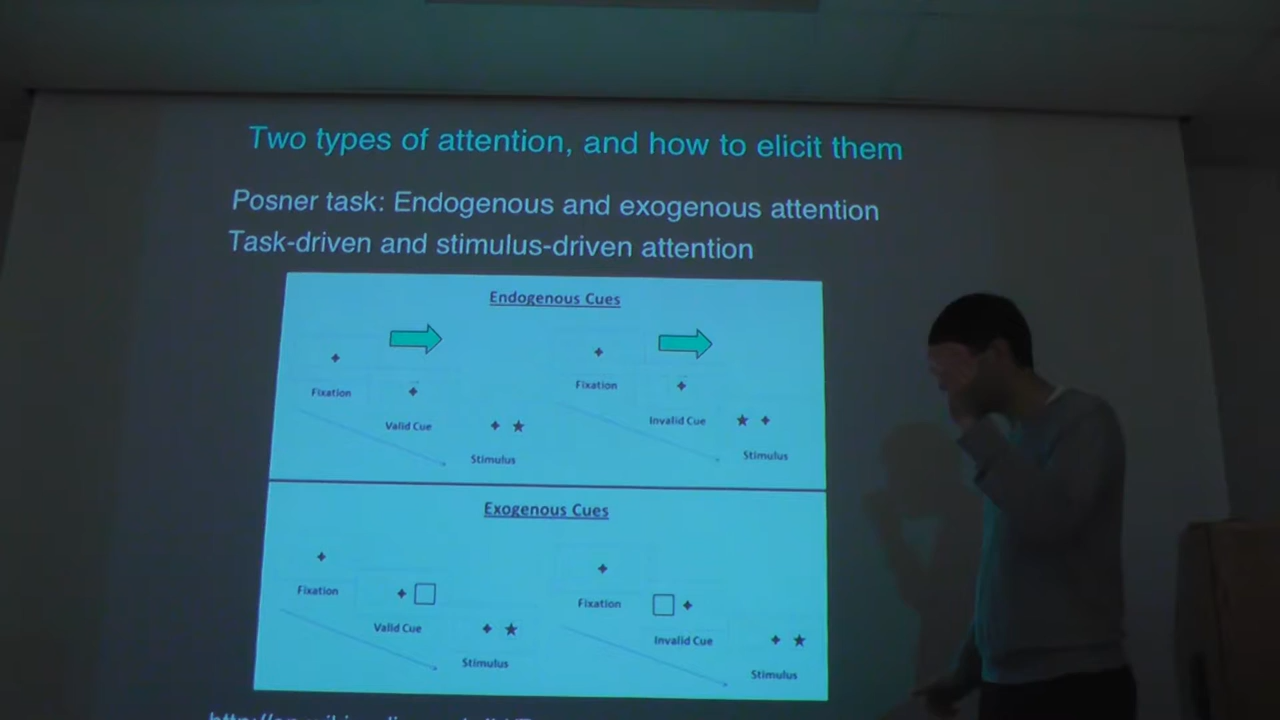 Two types of attention, and how to elicit them
Posner task: Endogenous and exogenous attention
Task-driven and stimulus-driven attention
Endogenous Cues
Fixation
Valid Cue
Stimulus
Fixation
Invalid Cue
Stimulus
Exogenous Cues
Fixation
Valid Cue
Stimulus
Fixation
Invalid Cue
Stimulus